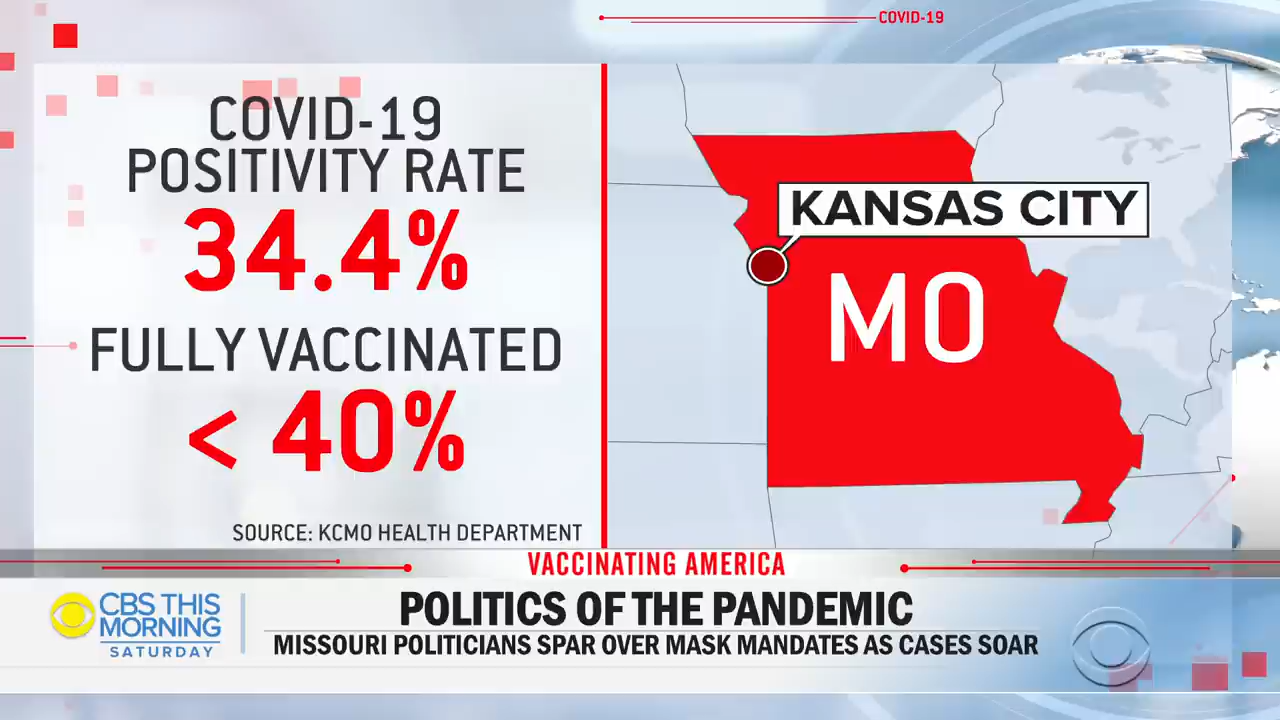 COVID-19
COVID-19
POSITIVITY RATE
34.4%
FULLY VACCINATED
< 40%
SOURCE: KCMO HEALTH DEPARTMENT
KANSAS CITY
MO
VACCINATING AMERICA
CBS THIS
MORNING
SATURDAY
POLITICS OF THE PANDEMIC
MISSOURI POLITICIANS SPAR OVER MASK MANDATES AS CASES SOAR